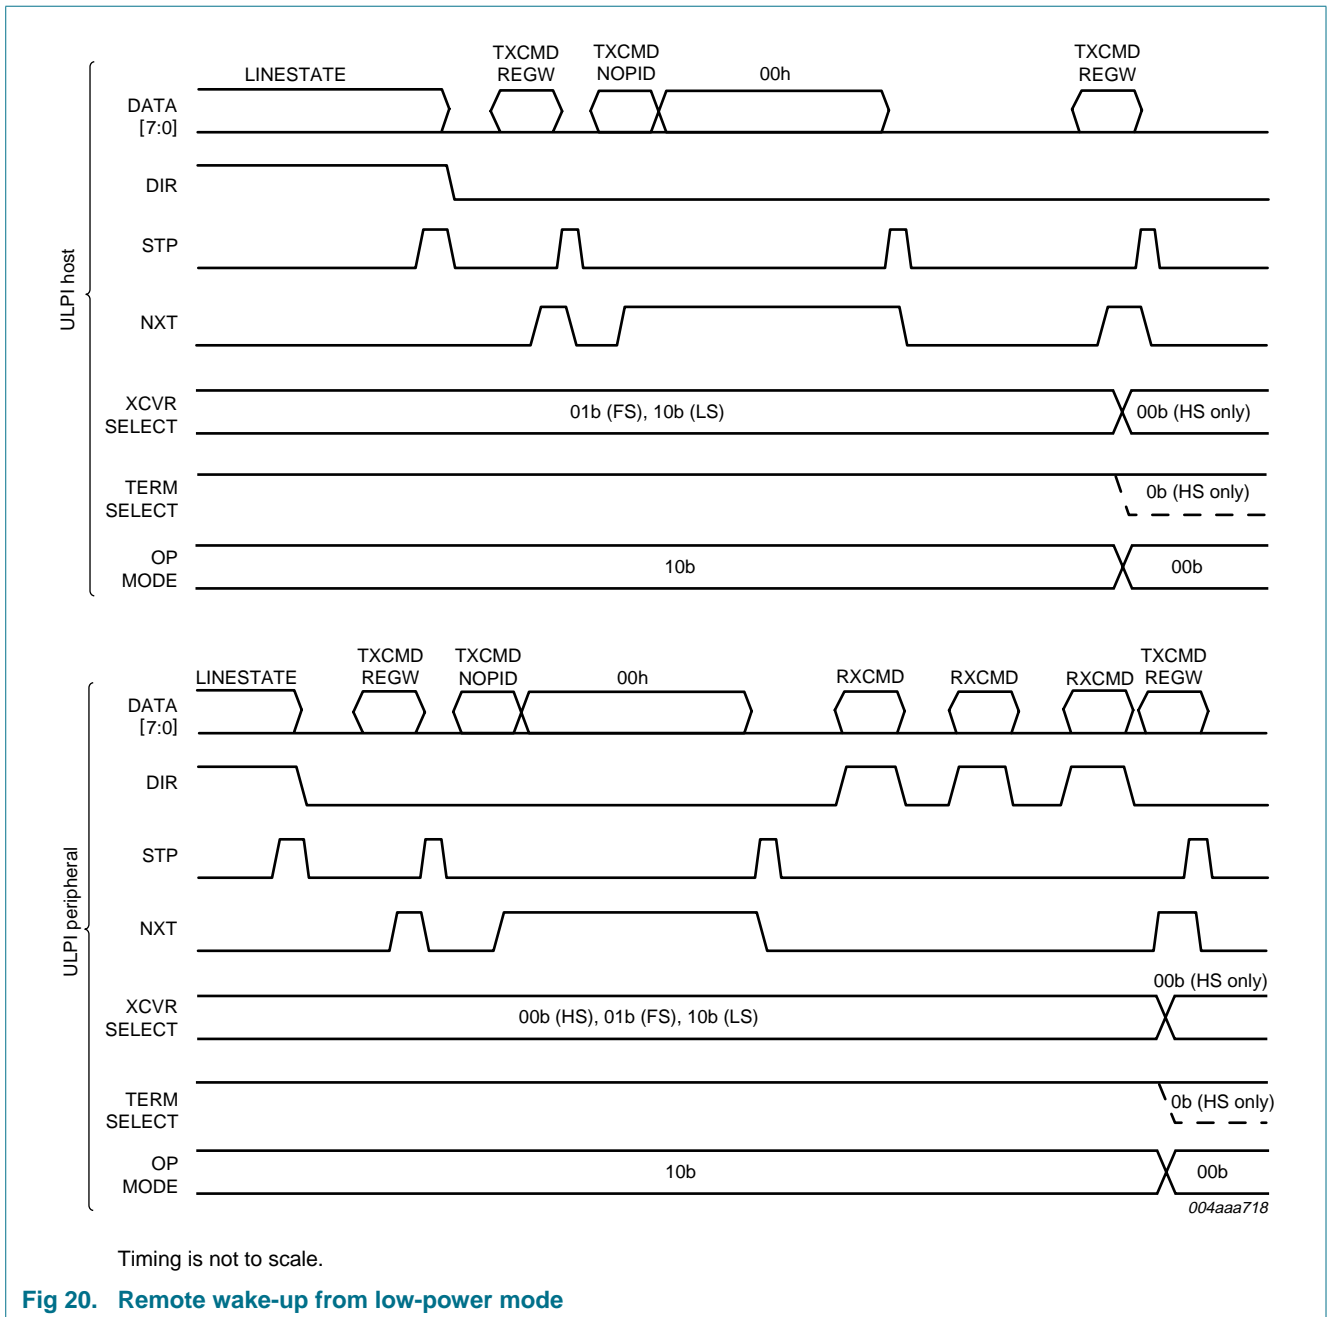 TXCMD TXCMD TXCMD
LINESTATE REGW NOPID 00h REGW
DATA
[7:0]
DIR
STP
ULPI host
NXT
XCVR
SELECT
01b (FS), 10b (LS) 00b (HS only)
TERM
SELECT
0b (HS only)
OP
MODE
10b 00b
TXCMD TXCMD TXCMD
LINESTATE REGW NOPID 00h RXCMD RXCMD RXCMD REGW
DATA
[7:0]
DIR
STP
ULPI peripheral
NXT
00b (HS only)
XCVR
SELECT
00b (HS), 01b (FS), 10b (LS)
TERM
SELECT
0b (HS only)
OP
MODE
10b 00b
004aaa718
Timing is not to scale.
Fig 20. Remote wake-up from low-power mode